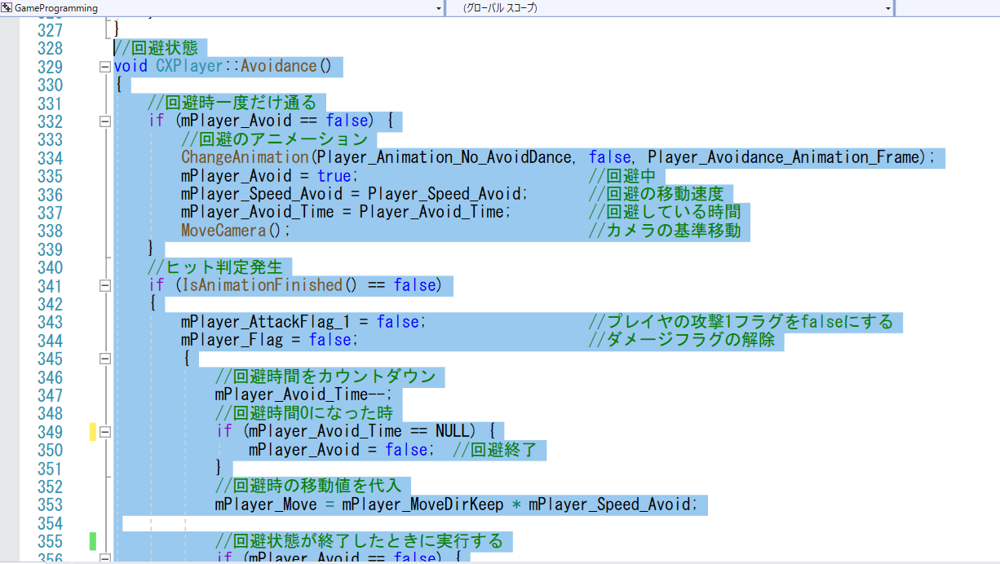 GameProgramming (グローバル スコープ)
327 }
328 //回避状態
329 void CXPlayer::Avoidance()
330 {
331 //回避時一度だけ通る
332 if (mPlayer_Avoid == false) {
333 //回避のアニメーション
334 ChangeAnimation(Player_Animation_No_AvoidDance, false, Player_Avoidance_Animation_Frame);
335 mPlayer_Avoid = true; //回避中
336 mPlayer_Speed_Avoid = Player_Speed_Avoid; //回避の移動速度
337 mPlayer_Avoid_Time = Player_Avoid_Time; //回避している時間
338 MoveCamera(); //カメラの基準移動
339 }
340 //ヒット判定発生
341 if (IsAnimationFinished() == false)
342 {
343 mPlayer_AttackFlag_1 = false; //プレイヤの攻撃1フラグをfalseにする
344 mPlayer_Flag = false; //ダメージフラグの解除
345 {
346 //回避時間をカウントダウン
347 mPlayer_Avoid_Time--;
348 //回避時間0になった時
349 if (mPlayer_Avoid_Time == NULL) {
350 mPlayer_Avoid = false; //回避終了
351 }
352 //回避時の移動値を代入
353 mPlayer_Move = mPlayer_MoveDirKeep * mPlayer_Speed_Avoid;
354
355 //回避状態が終了したときに実行する
356 if (mPlayer_Avoid == false) {